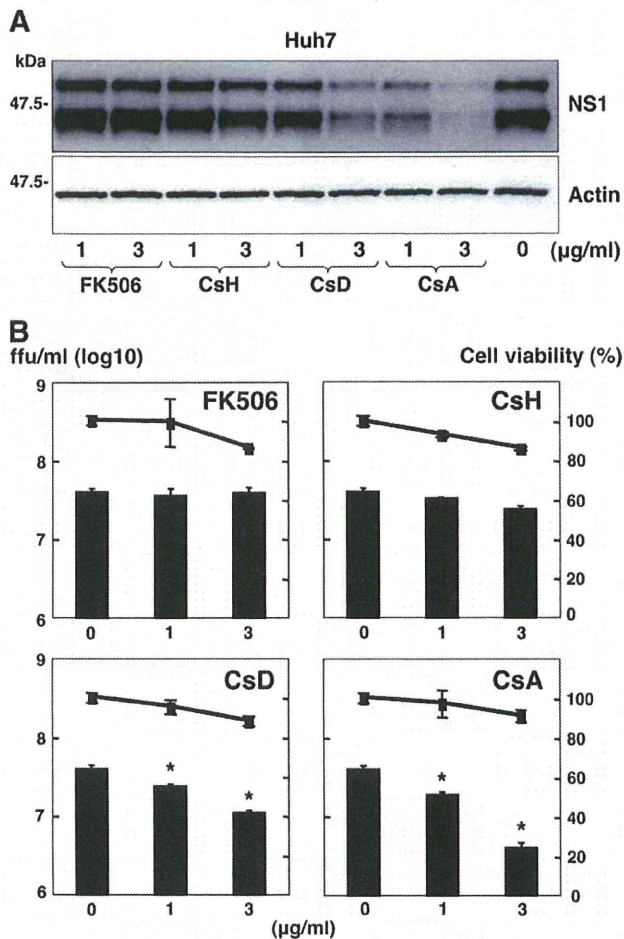 A
Huh7
kDa
47.5-
NS1
47.5-
Actin
1 3 1 3 1 3 1 3 0 (µg/ml)
FK506 CsH CsD CsA
B
ffu/ml (log10) Cell viability (%)
9 FK506 CsH
100
8 80
60
7 40
20
6 0
0 1 3 0 1 3
9 CsD CsA
100
8 80
* * 60
7 * * 40
20
6 0
0 1 3 0 1 3
(µg/ml)